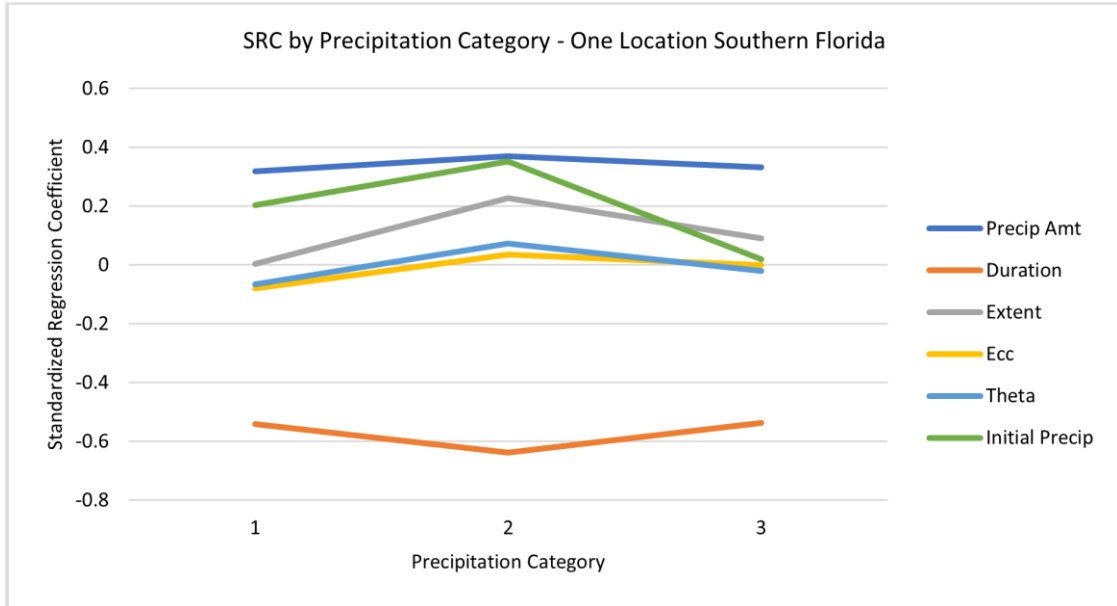 SRC by Precipitation Category - One Location Southern Florida
0.6
0.4
0.2
0
-0.2
-0.4
-0.6
-0.8
Standardized Regression Coefficient
1
2
3
Precipitation Category
Precip Amt
Duration
Extent
Ecc
Theta
Initial Precip